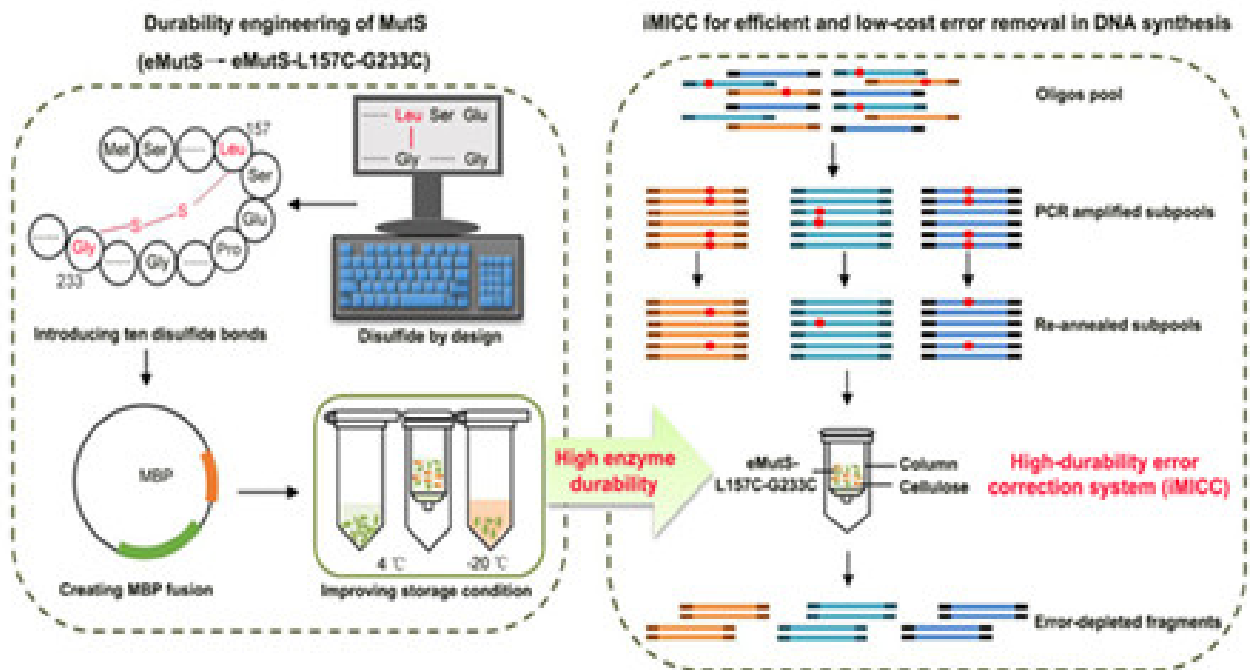 Durability engineering of MutS
(eMutS → eMutS-L157C-G233C)
Leu Ser Glu
Gly
157
Met Ser Leu
Ser
S
S
Glu
Gly Gly Pro
233
Introducing ten disulfide bonds
Disulfide by design
MBP
4 ℃
-20 ℃
Creating MBP fusion
Improving storage condition
High enzyme
durability
iMICC for efficient and low-cost error removal in DNA synthesis
Oligos pool
PCR amplified subpools
Re-annealed subpools
eMutS-
L157C-G233C
Column
Cellulose
High-durability error
correction system (iMICC)
Error-depleted fragments